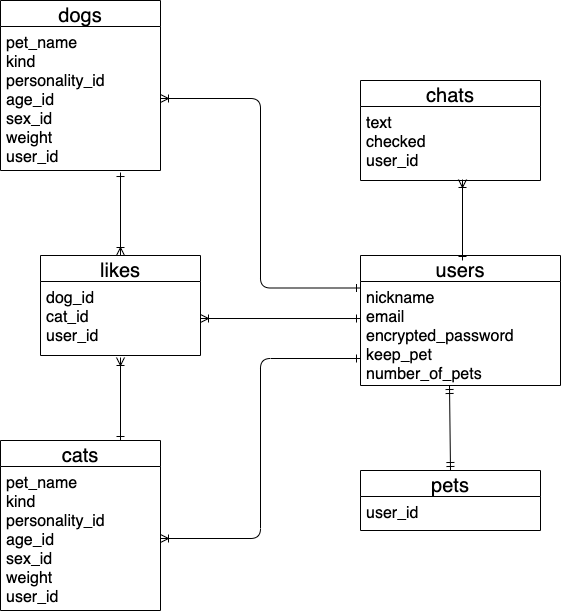 dogs
pet_name
kind
personality_id
age_id
sex_id
weight
user_id
chats
text
checked
user_id
likes
dog_id
cat_id
user_id
users
nickname
email
encrypted_password
keep_pet
number_of_pets
cats
pet_name
kind
personality_id
age_id
sex_id
weight
user_id
pets
user_id